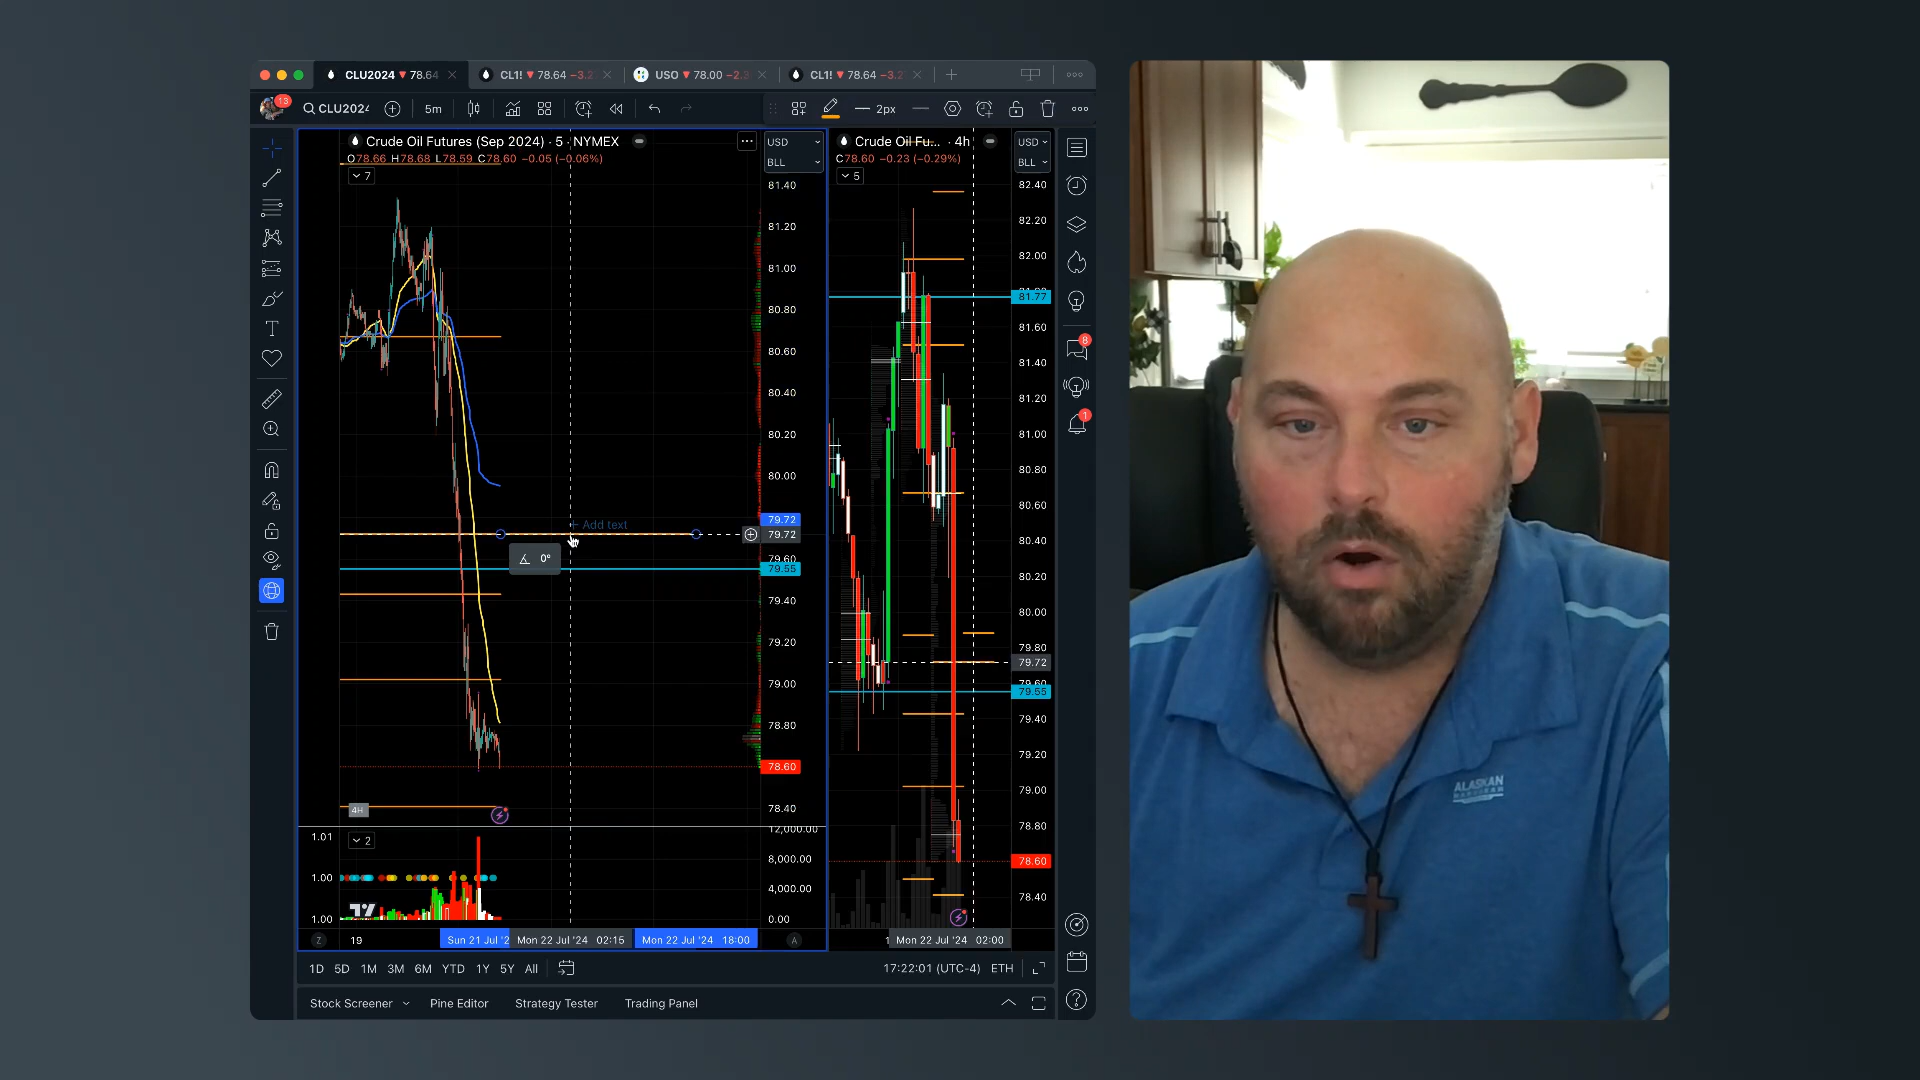 CLU2024 ▼ 78.64
CL1! ▼ 78.64 −3.2
USO ▼ 78.00 −2.3
CL1! ▼ 78.64 −3.2
13
CLU2024
5m
2px
Crude Oil Futures (Sep 2024) · 5 · NYMEX
O78.66 H78.68 L78.59 C78.60 −0.05 (−0.06%)
7
USD
BLL
81.40
81.20
81.00
80.80
80.60
80.40
80.20
80.00
79.72
79.72
79.60
79.55
79.40
79.20
79.00
78.80
78.60
78.40
+ Add text
0°
4H
2
1.01
1.00
1.00
12,000.00
8,000.00
4,000.00
0.00
Z
19
Sun 21 Jul '2
Mon 22 Jul '24 02:15
Mon 22 Jul '24 18:00
A
Crude Oil Fu... · 4h
C78.60 −0.23 (−0.29%)
5
USD
BLL
82.40
82.20
82.00
81.77
81.60
81.40
81.20
81.00
80.80
80.60
80.40
80.20
80.00
79.80
79.72
79.60
79.55
79.40
79.20
79.00
78.80
78.60
78.40
Mon 22 Jul '24 02:00
8
1
1D 5D 1M 3M 6M YTD 1Y 5Y All
17:22:01 (UTC-4) ETH
Stock Screener
Pine Editor
Strategy Tester
Trading Panel
ALASKAN